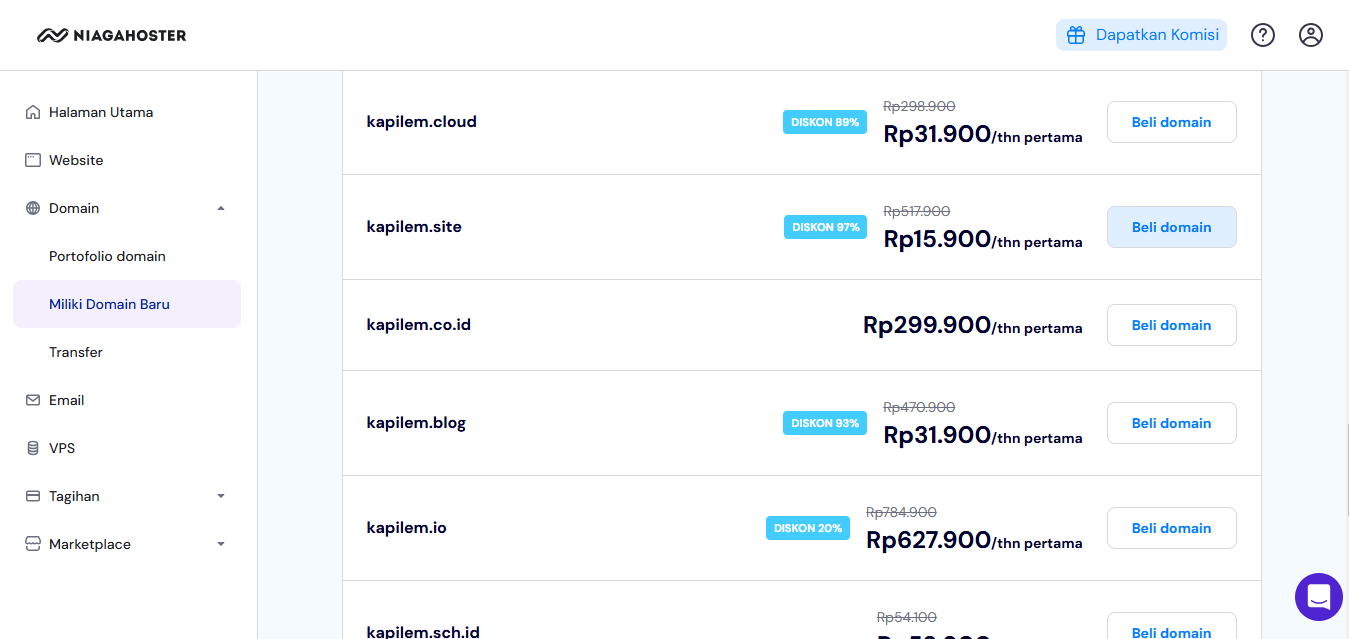 NIAGAHOSTER
Dapatkan Komisi
Halaman Utama
Website
Domain
Portofolio domain
Miliki Domain Baru
Transfer
Email
VPS
Tagihan
Marketplace
kapilem.cloud
DISKON 89%
Rp298.900
Rp31.900/thn pertama
Beli domain
kapilem.site
DISKON 97%
Rp517.900
Rp15.900/thn pertama
Beli domain
kapilem.co.id
Rp299.900/thn pertama
Beli domain
kapilem.blog
DISKON 93%
Rp470.900
Rp31.900/thn pertama
Beli domain
kapilem.io
DISKON 20%
Rp784.900
Rp627.900/thn pertama
Beli domain
kapilem.sch.id
Rp54.100
Beli domain